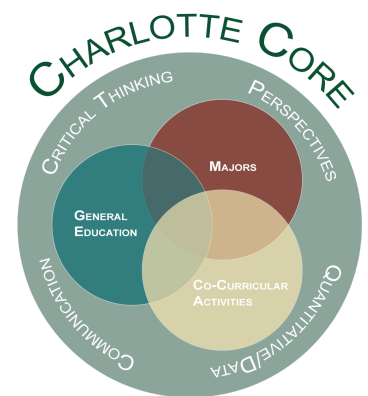 CHARLOTTE CORE
CRITICAL THINKING
PERSPECTIVES
MAJORS
GENERAL
EDUCATION
CO-CURRICULAR
ACTIVITIES
COMMUNICATION
QUANTITATIVE/DATA